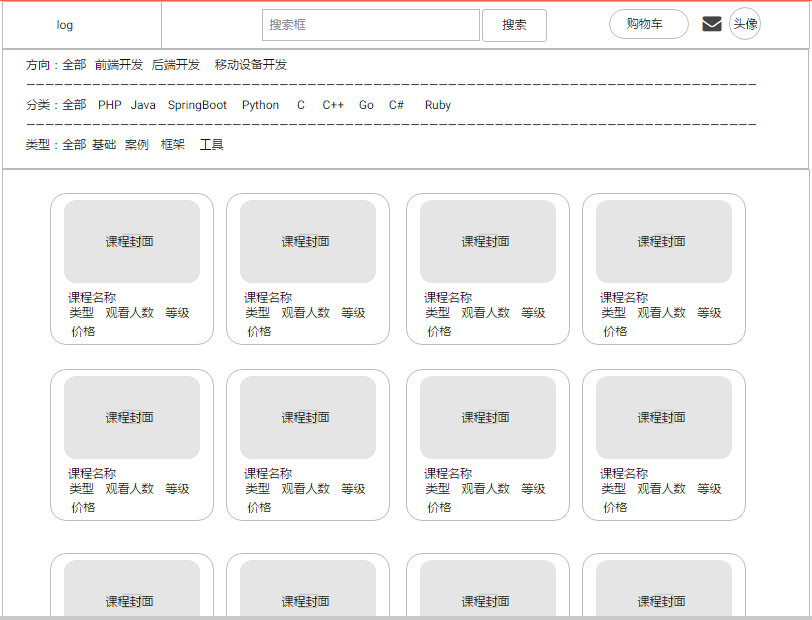 log 搜索框 搜索 购物车 头像
方向：全部 前端开发 后端开发 移动设备开发
分类：全部 PHP Java SpringBoot Python C C++ Go C# Ruby
类型：全部 基础 案例 框架 工具
课程封面 课程封面 课程封面 课程封面
课程名称 课程名称 课程名称 课程名称
类型 观看人数 等级 类型 观看人数 等级 类型 观看人数 等级 类型 观看人数 等级
价格 价格 价格 价格
课程封面 课程封面 课程封面 课程封面
课程名称 课程名称 课程名称 课程名称
类型 观看人数 等级 类型 观看人数 等级 类型 观看人数 等级 类型 观看人数 等级
价格 价格 价格 价格
课程封面 课程封面 课程封面 课程封面